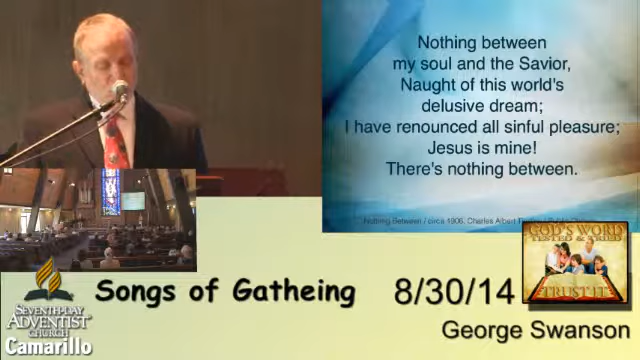 Nothing between
my soul and the Savior,
Naught of this world's
delusive dream;
I have renounced all sinful pleasure;
Jesus is mine!
There's nothing between.
Nothing Between / circa 1906, Charles Albert
GOD'S WORD
TESTED & TRIED
TRUST IT
Songs of Gatheing
8/30/14
George Swanson
SEVENTH-DAY
ADVENTIST
CHURCH
Camarillo